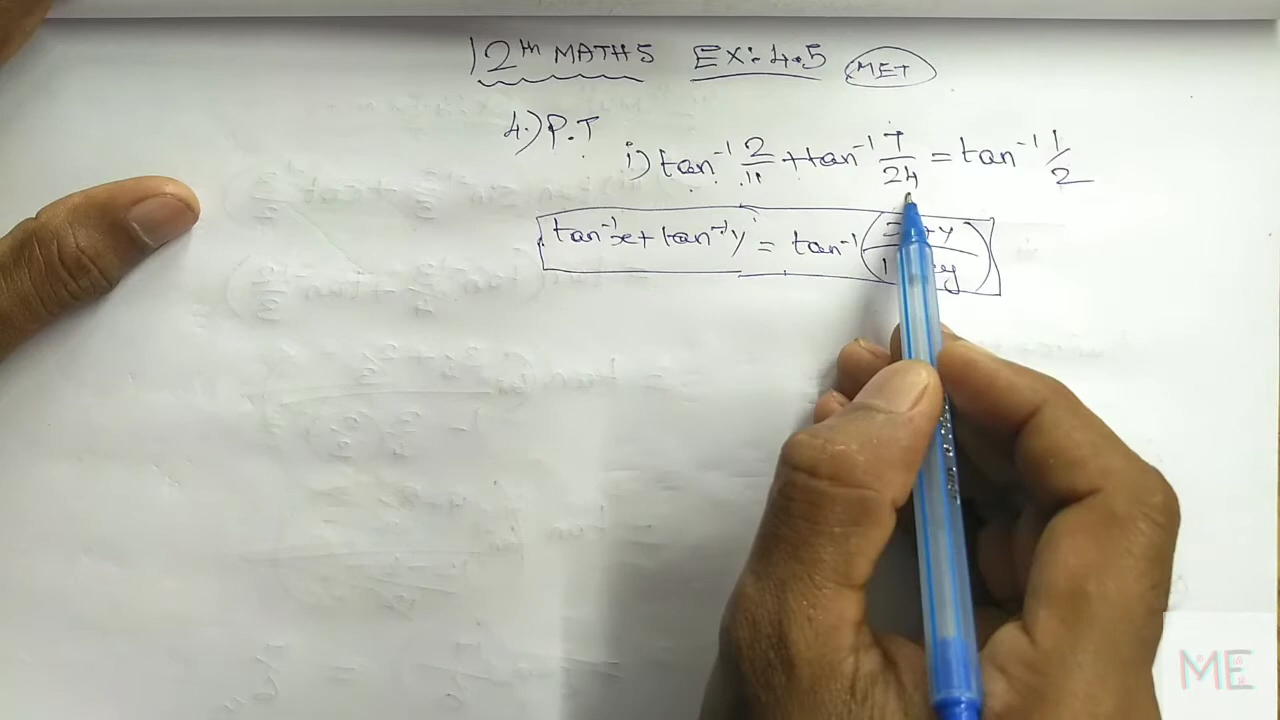 12th MATHS EX:4.5 MET
4.) P.T
i) tan⁻¹ 2/11 + tan⁻¹ 7/24 = tan⁻¹ 1/2
tan⁻¹x + tan⁻¹y = tan⁻¹ (
ME